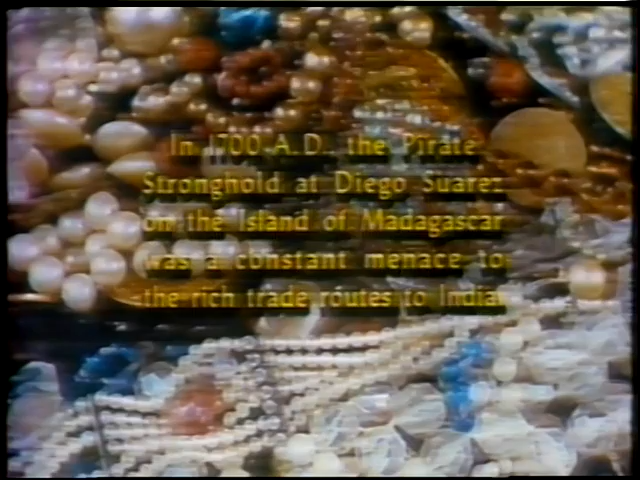 In 1700 A.D. the Pirate
Stronghold at Diego Suarez
on the Island of Madagascar
was a constant menace to
the rich trade routes to India.